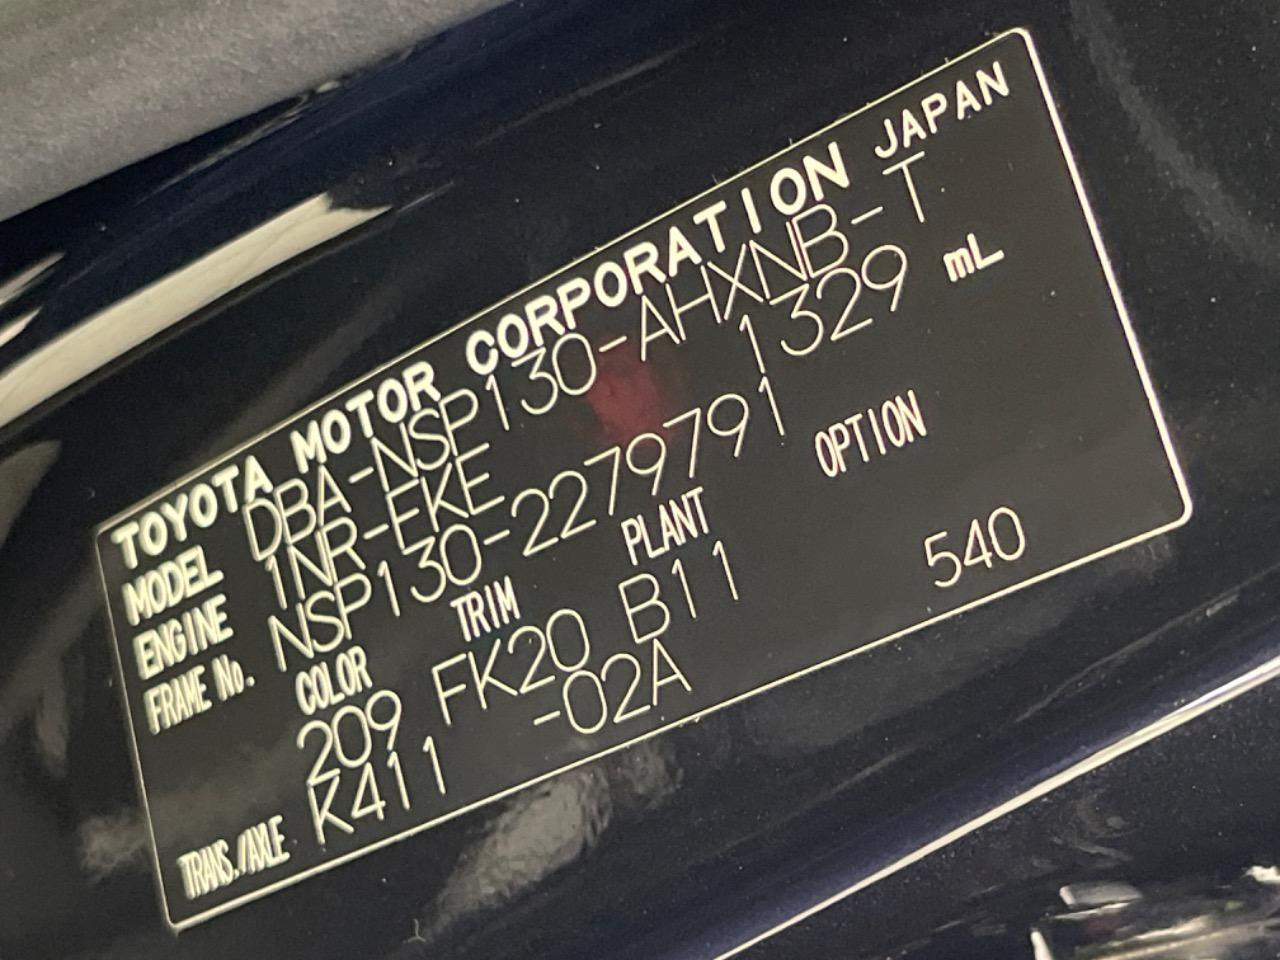 TOYOTA MOTOR CORPORATION JAPAN
MODEL DBA-NSP130-AHXNB-T
ENGINE 1NR-FKE 1329 mL
FRAME No. NSP130-2279791
COLOR TRIM PLANT OPTION
209 FK20 B11 540
TRANS./AXLE K411 -02A